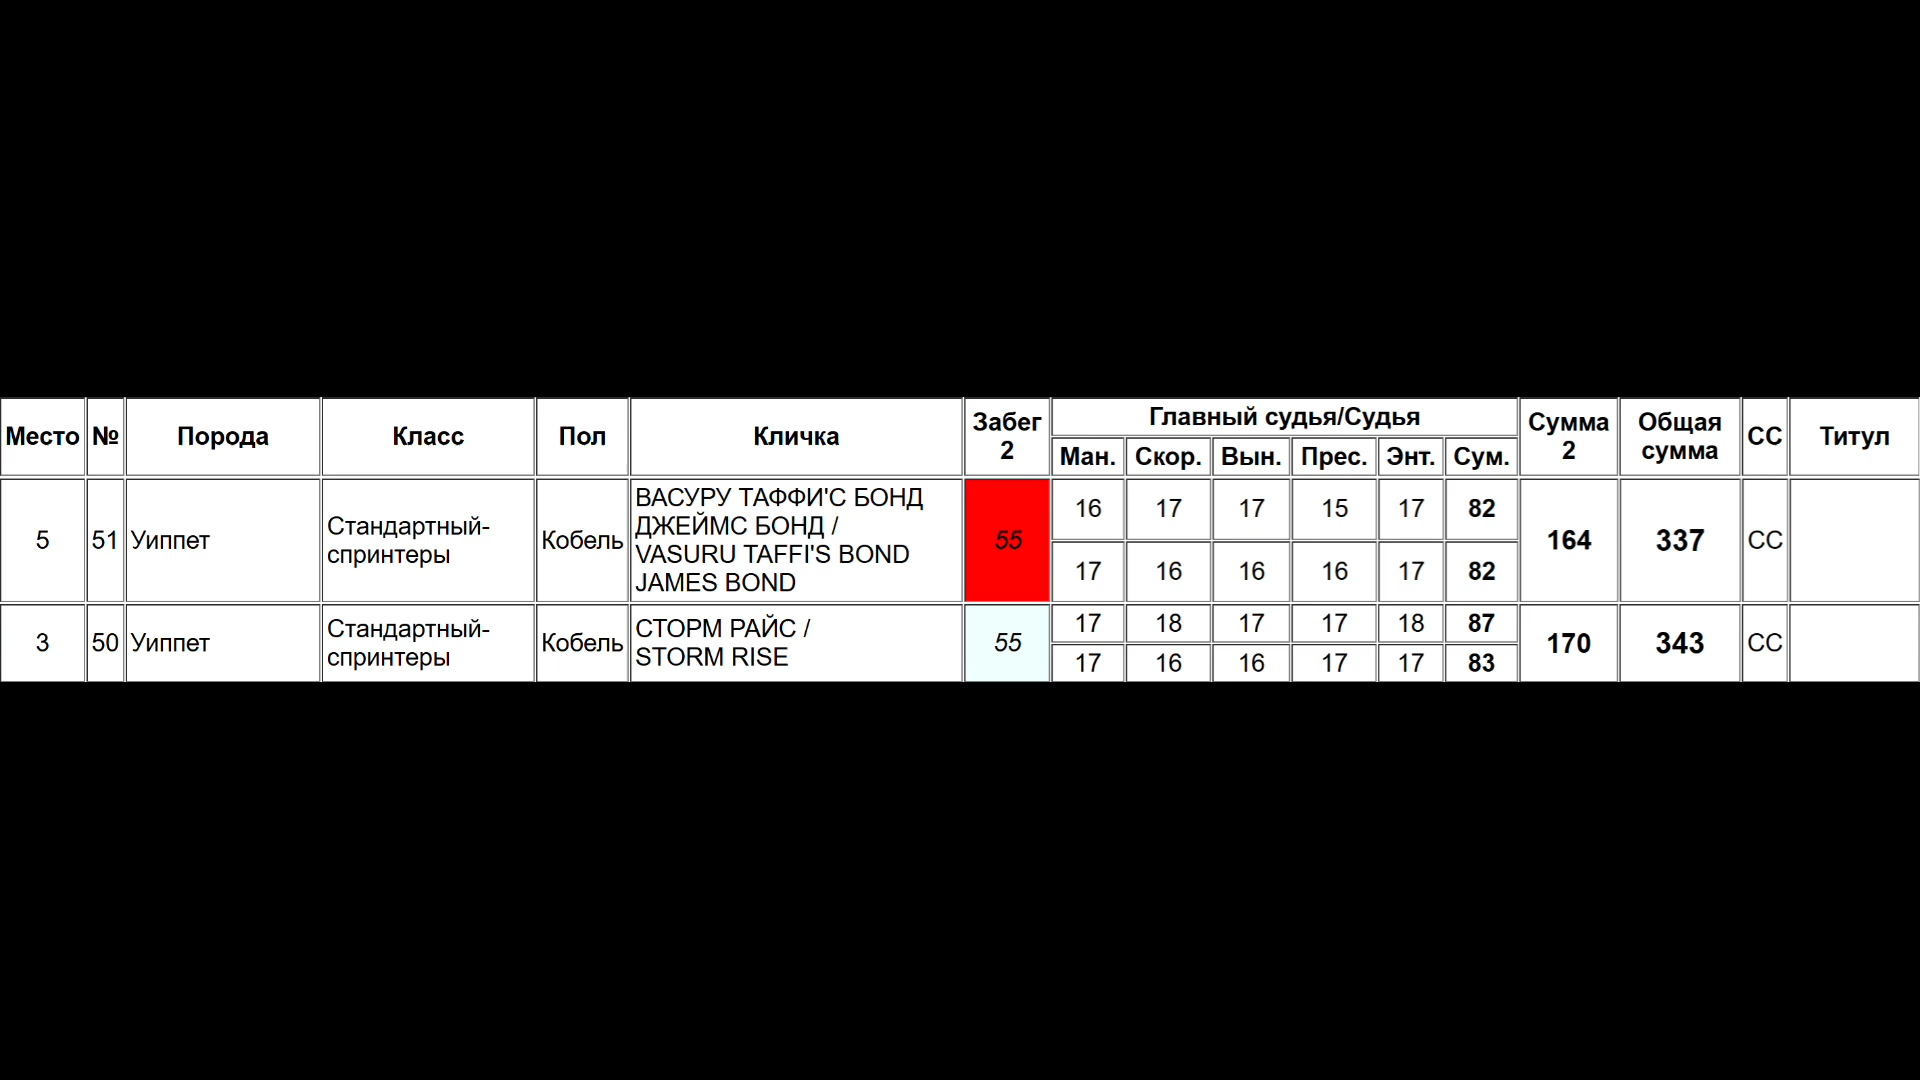 Место № Порода Класс Пол Кличка Забег 2 Главный судья/Судья Сумма 2 Общая сумма СС Титул
Ман. Скор. Вын. Прес. Энт. Сум.
5 51 Уиппет Стандартный-спринтеры Кобель ВАСУРУ ТАФФИ'С БОНД
ДЖЕЙМС БОНД /
VASURU TAFFI'S BOND
JAMES BOND
55 16 17 17 15 17 82 164 337 CC
17 16 16 16 17 82
3 50 Уиппет Стандартный-спринтеры Кобель СТОРМ РАЙС /
STORM RISE
55 17 18 17 17 18 87 170 343 CC
17 16 16 17 17 83